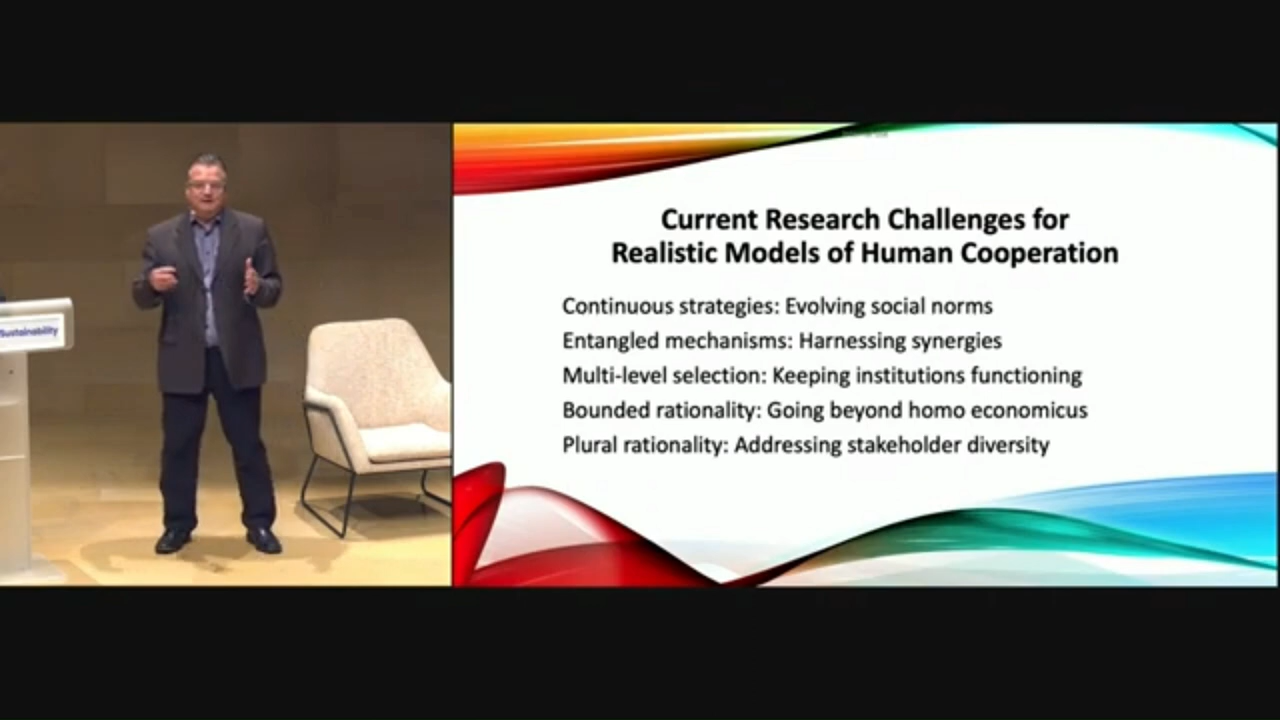 Sustainability
Current Research Challenges for
Realistic Models of Human Cooperation
Continuous strategies: Evolving social norms
Entangled mechanisms: Harnessing synergies
Multi-level selection: Keeping institutions functioning
Bounded rationality: Going beyond homo economicus
Plural rationality: Addressing stakeholder diversity